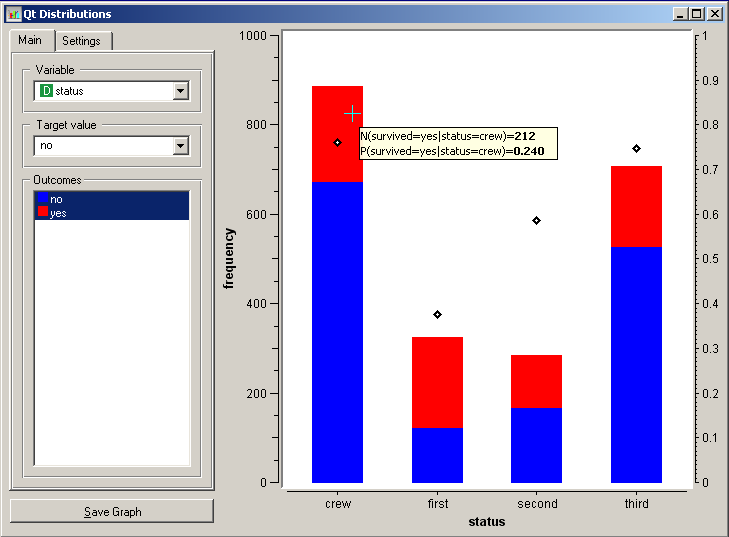 Qt Distributions
Main
Settings
Variable
D status
Target value
no
Outcomes
no
yes
Save Graph
frequency
1000
800
600
400
200
0
N(survived=yes|status=crew)=212
P(survived=yes|status=crew)=0.240
1
0.9
0.8
0.7
0.6
0.5
0.4
0.3
0.2
0.1
0
crew first second third
status